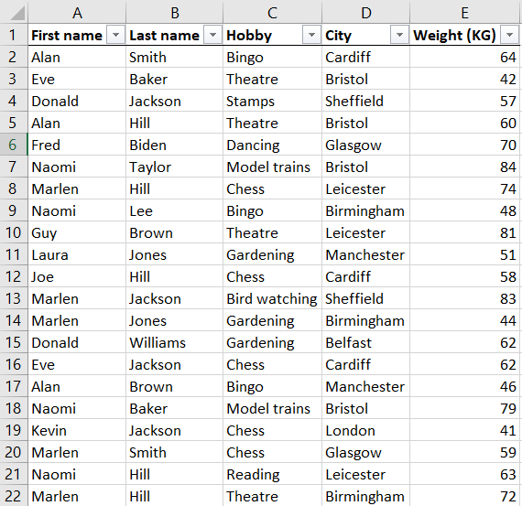 A B C D E
1 First name Last name Hobby City Weight (KG)
2 Alan Smith Bingo Cardiff 64
3 Eve Baker Theatre Bristol 42
4 Donald Jackson Stamps Sheffield 57
5 Alan Hill Theatre Bristol 60
6 Fred Biden Dancing Glasgow 70
7 Naomi Taylor Model trains Bristol 84
8 Marlen Hill Chess Leicester 74
9 Naomi Lee Bingo Birmingham 48
10 Guy Brown Theatre Leicester 81
11 Laura Jones Gardening Manchester 51
12 Joe Hill Chess Cardiff 58
13 Marlen Jackson Bird watching Sheffield 83
14 Marlen Jones Gardening Birmingham 44
15 Donald Williams Gardening Belfast 62
16 Eve Jackson Chess Cardiff 62
17 Alan Brown Bingo Manchester 46
18 Naomi Baker Model trains Bristol 79
19 Kevin Jackson Chess London 41
20 Marlen Smith Chess Glasgow 59
21 Naomi Hill Reading Leicester 63
22 Marlen Hill Theatre Birmingham 72